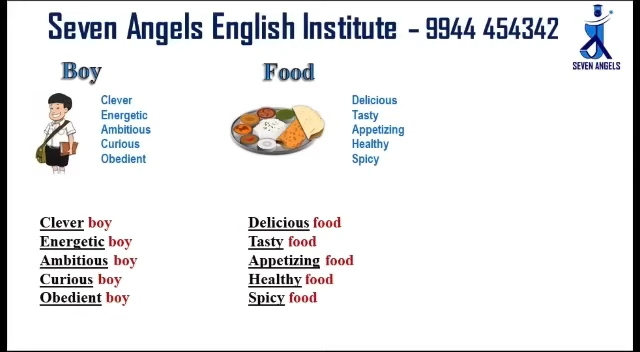 Seven Angels English Institute – 9944 454342
SEVEN ANGELS
Boy
Clever
Energetic
Ambitious
Curious
Obedient
Food
Delicious
Tasty
Appetizing
Healthy
Spicy
Clever boy
Energetic boy
Ambitious boy
Curious boy
Obedient boy
Delicious food
Tasty food
Appetizing food
Healthy food
Spicy food